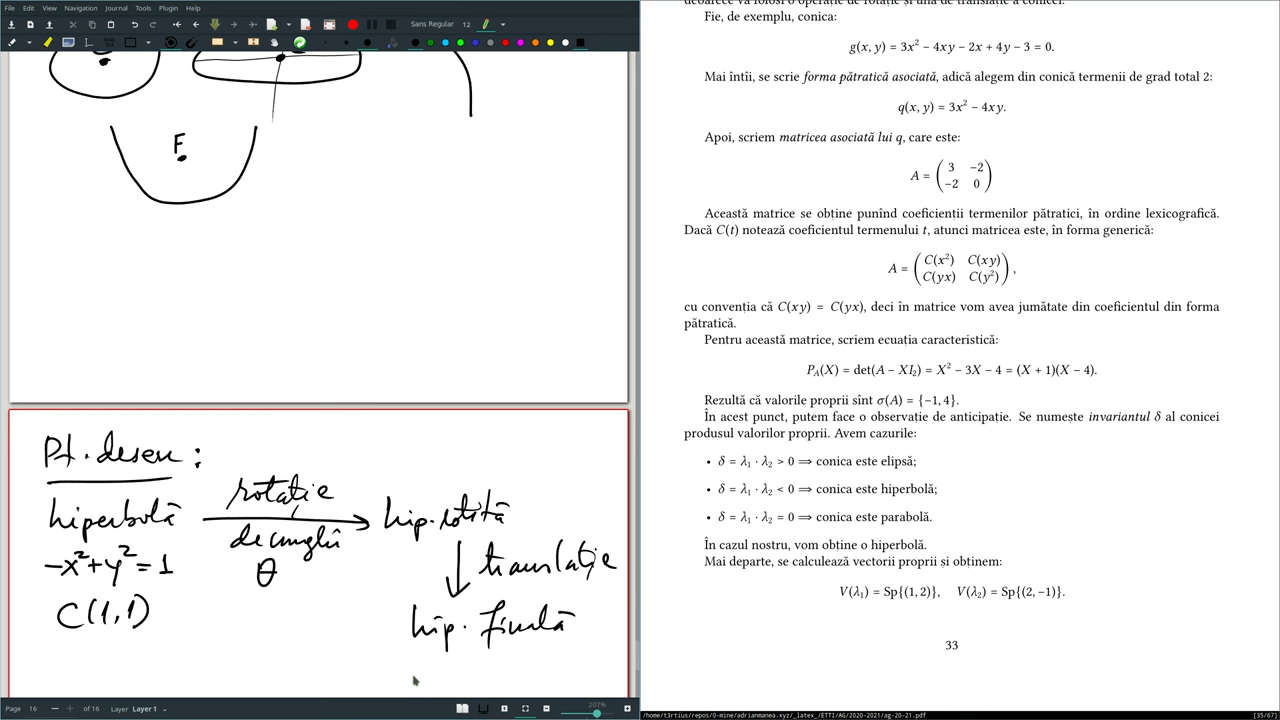 File Edit View Navigation Journal Tools Plugin Help
Sans Regular 12
F
Pt. desen :
hiperbolă rotație hip. rotită
de unghi
-x²+y²=1 θ translație
C(1,1) hip. finală
Page 16 of 16 Layer Layer 1 207%
Fie, de exemplu, conica:
g(x, y) = 3x² − 4xy − 2x + 4y − 3 = 0.
Mai întîi, se scrie forma pătratică asociată, adică alegem din conică termenii de grad total 2:
q(x, y) = 3x² − 4xy.
Apoi, scriem matricea asociată lui q, care este:
A = ( 3 −2
−2 0 )
Această matrice se obține punînd coeficienții termenilor pătratici, în ordine lexicografică.
Dacă C(t) notează coeficientul termenului t, atunci matricea este, în forma generică:
A = ( C(x²) C(xy)
C(yx) C(y²) ) ,
cu convenția că C(xy) = C(yx), deci în matrice vom avea jumătate din coeficientul din forma
pătratică.
Pentru această matrice, scriem ecuația caracteristică:
P_A(X) = det(A − XI₂) = X² − 3X − 4 = (X + 1)(X − 4).
Rezultă că valorile proprii sînt σ(A) = {−1, 4}.
În acest punct, putem face o observație de anticipație. Se numește invariantul δ al conicei
produsul valorilor proprii. Avem cazurile:
• δ = λ₁ · λ₂ > 0 ⟹ conica este elipsă;
• δ = λ₁ · λ₂ < 0 ⟹ conica este hiperbolă;
• δ = λ₁ · λ₂ = 0 ⟹ conica este parabolă.
În cazul nostru, vom obține o hiperbolă.
Mai departe, se calculează vectorii proprii și obținem:
V(λ₁) = Sp{(1, 2)}, V(λ₂) = Sp{(2, −1)}.
33
/home/t3rtius/repos/0-mine/adrianmanea.xyz/_latex_/ETTI/AG/2020-2021/ag-20-21.pdf [35/67]